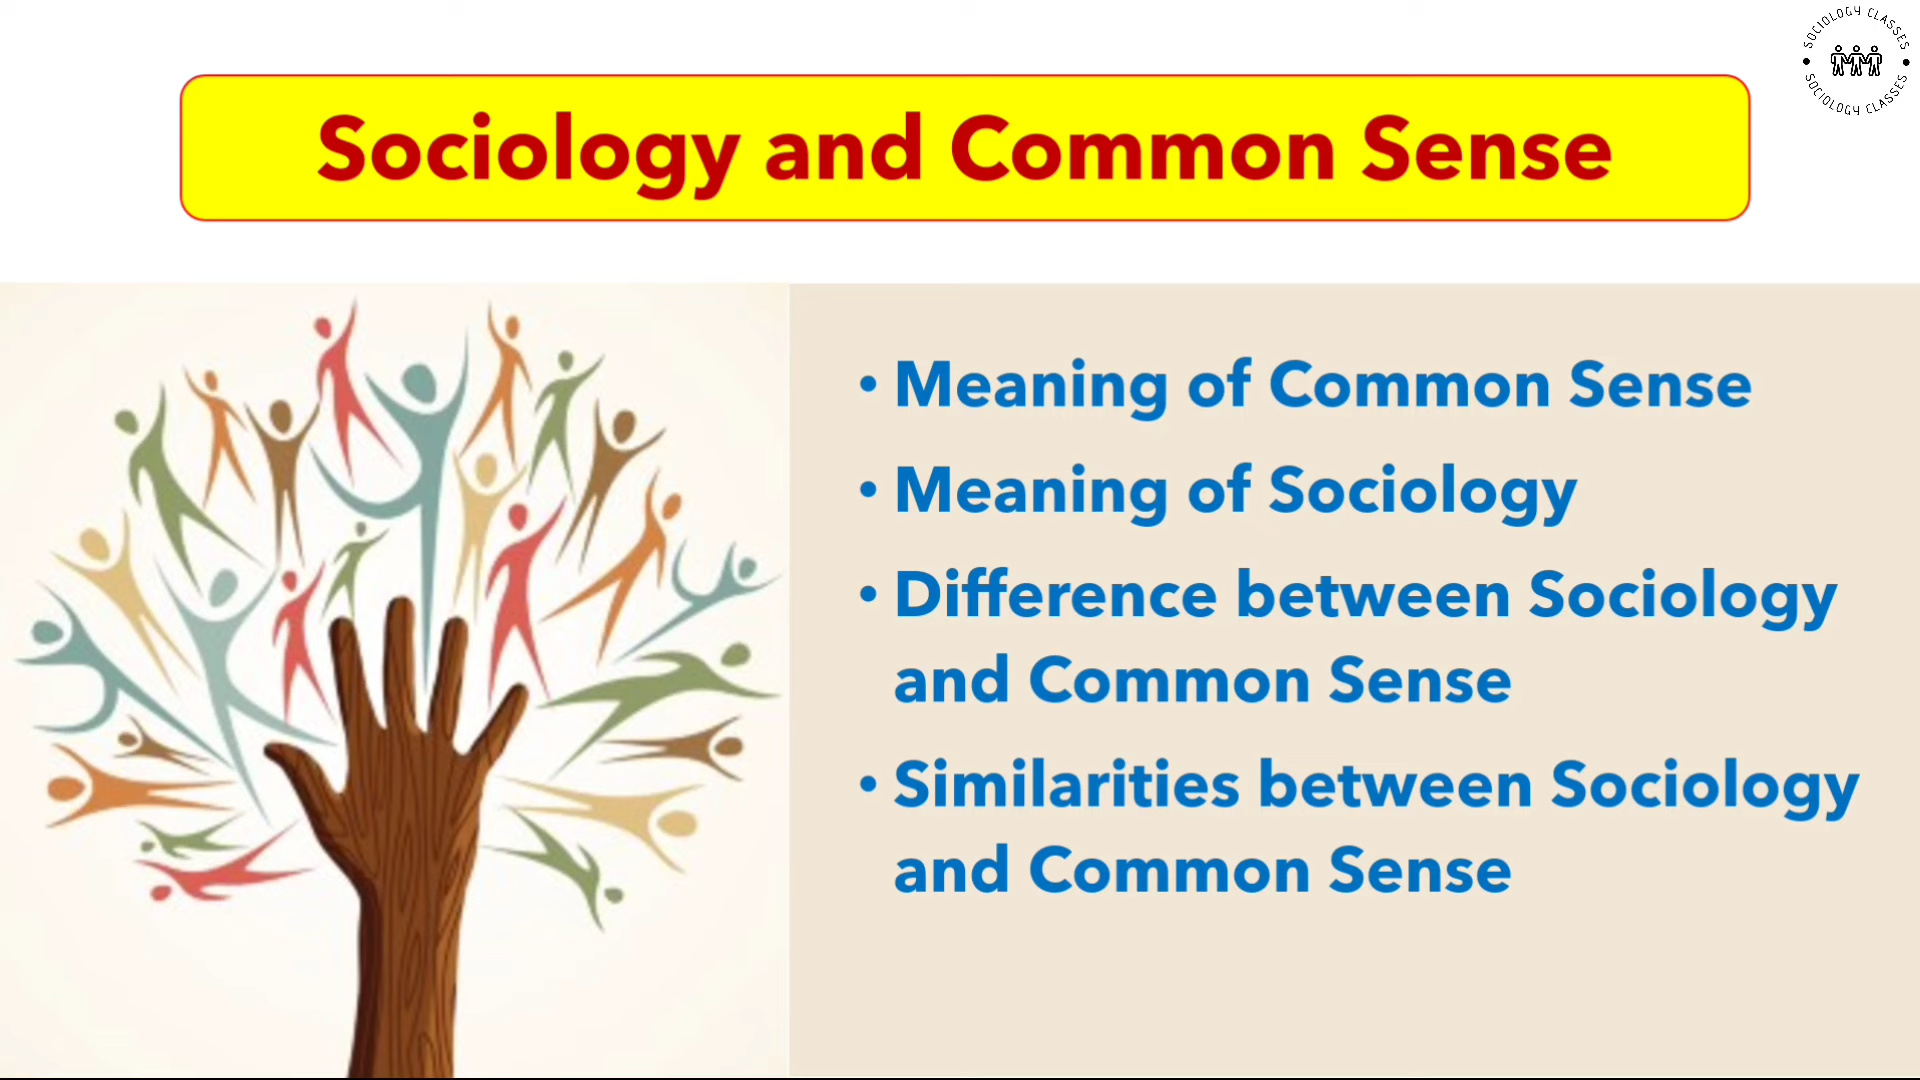 SOCIOLOGY CLASSES
SOCIOLOGY CLASSES
Sociology and Common Sense
• Meaning of Common Sense
• Meaning of Sociology
• Difference between Sociology
and Common Sense
• Similarities between Sociology
and Common Sense